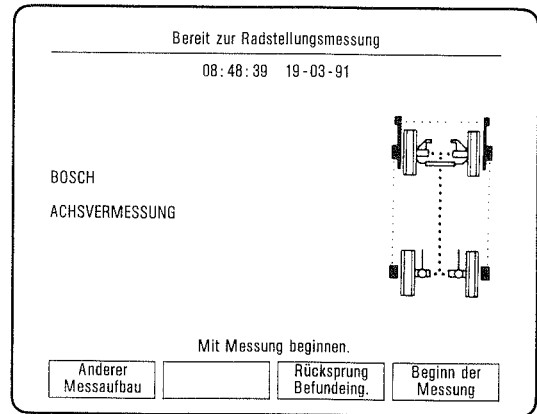 Bereit zur Radstellungsmessung
08:48:39 19-03-91
BOSCH
ACHSVERMESSUNG
Mit Messung beginnen.
Anderer
Messaufbau
Rücksprung
Befundeing.
Beginn der
Messung